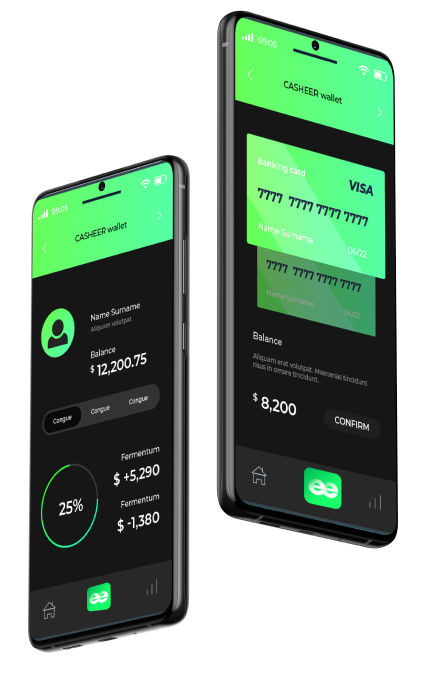 09:05
CASHEER wallet
Name Surname
Aliquam volutpat
Balance
$ 12,200.75
Congue
Congue
Congue
25%
Fermentum
$ +5,290
Fermentum
$ -1,380
09:05
CASHEER wallet
Banking card
VISA
7777 7777 7777 7777
Name Surname
06/22
7777 7777 7777 7777
Name Surname
04/22
Balance
Aliquam erat volutpat. Maecenas tincidunt
risus in ornare tincidunt.
$ 8,200
CONFIRM